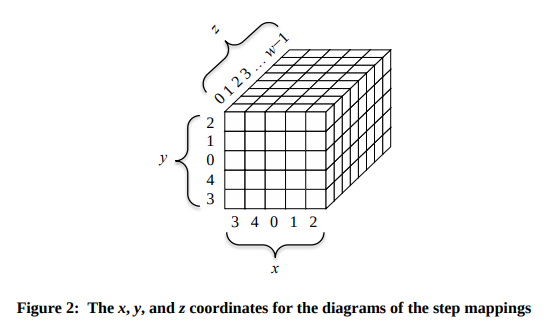 z
0 1 2 3 … w–1
2
1
0
4
3
y
3 4 0 1 2
x
Figure 2: The x, y, and z coordinates for the diagrams of the step mappings